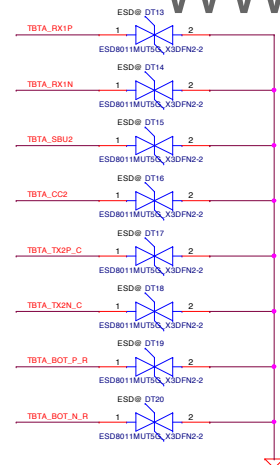 WW
ESD@ DT13
TBTA_RX1P 1 2
ESD8011MUT5G_X3DFN2-2
ESD@ DT14
TBTA_RX1N 1 2
ESD8011MUT5G_X3DFN2-2
ESD@ DT15
TBTA_SBU2 1 2
ESD8011MUT5G_X3DFN2-2
ESD@ DT16
TBTA_CC2 1 2
ESD8011MUT5G_X3DFN2-2
ESD@ DT17
TBTA_TX2P_C 1 2
ESD8011MUT5G_X3DFN2-2
ESD@ DT18
TBTA_TX2N_C 1 2
ESD8011MUT5G_X3DFN2-2
ESD@ DT19
TBTA_BOT_P_R 1 2
ESD8011MUT5G_X3DFN2-2
ESD@ DT20
TBTA_BOT_N_R 1 2
ESD8011MUT5G_X3DFN2-2